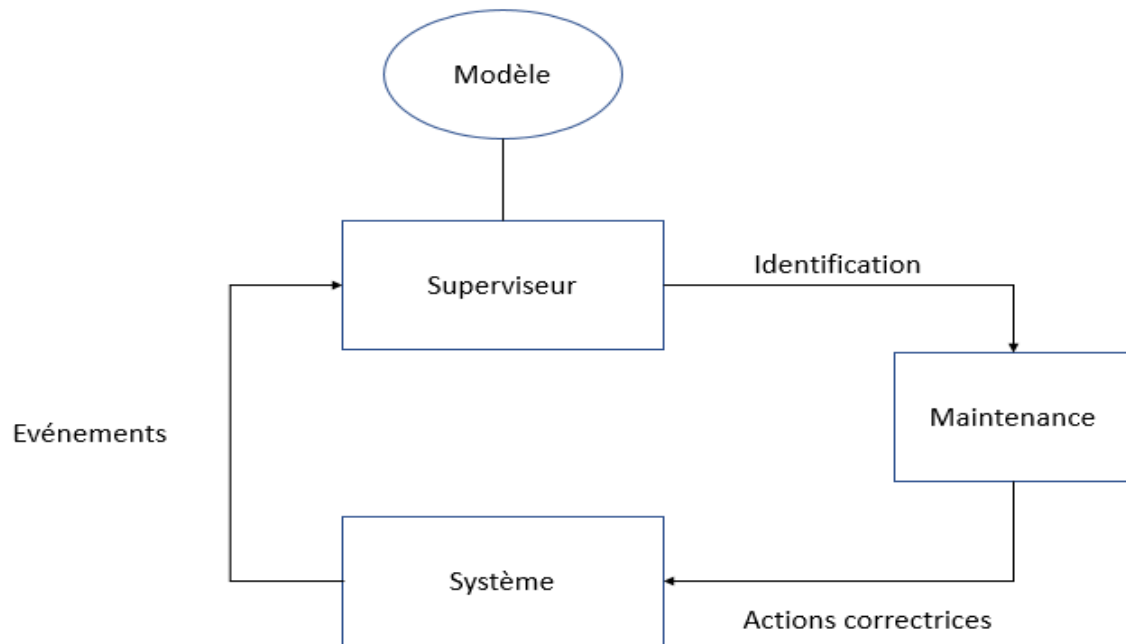 Modèle
Superviseur
Identification
Maintenance
Evénements
Système
Actions correctrices